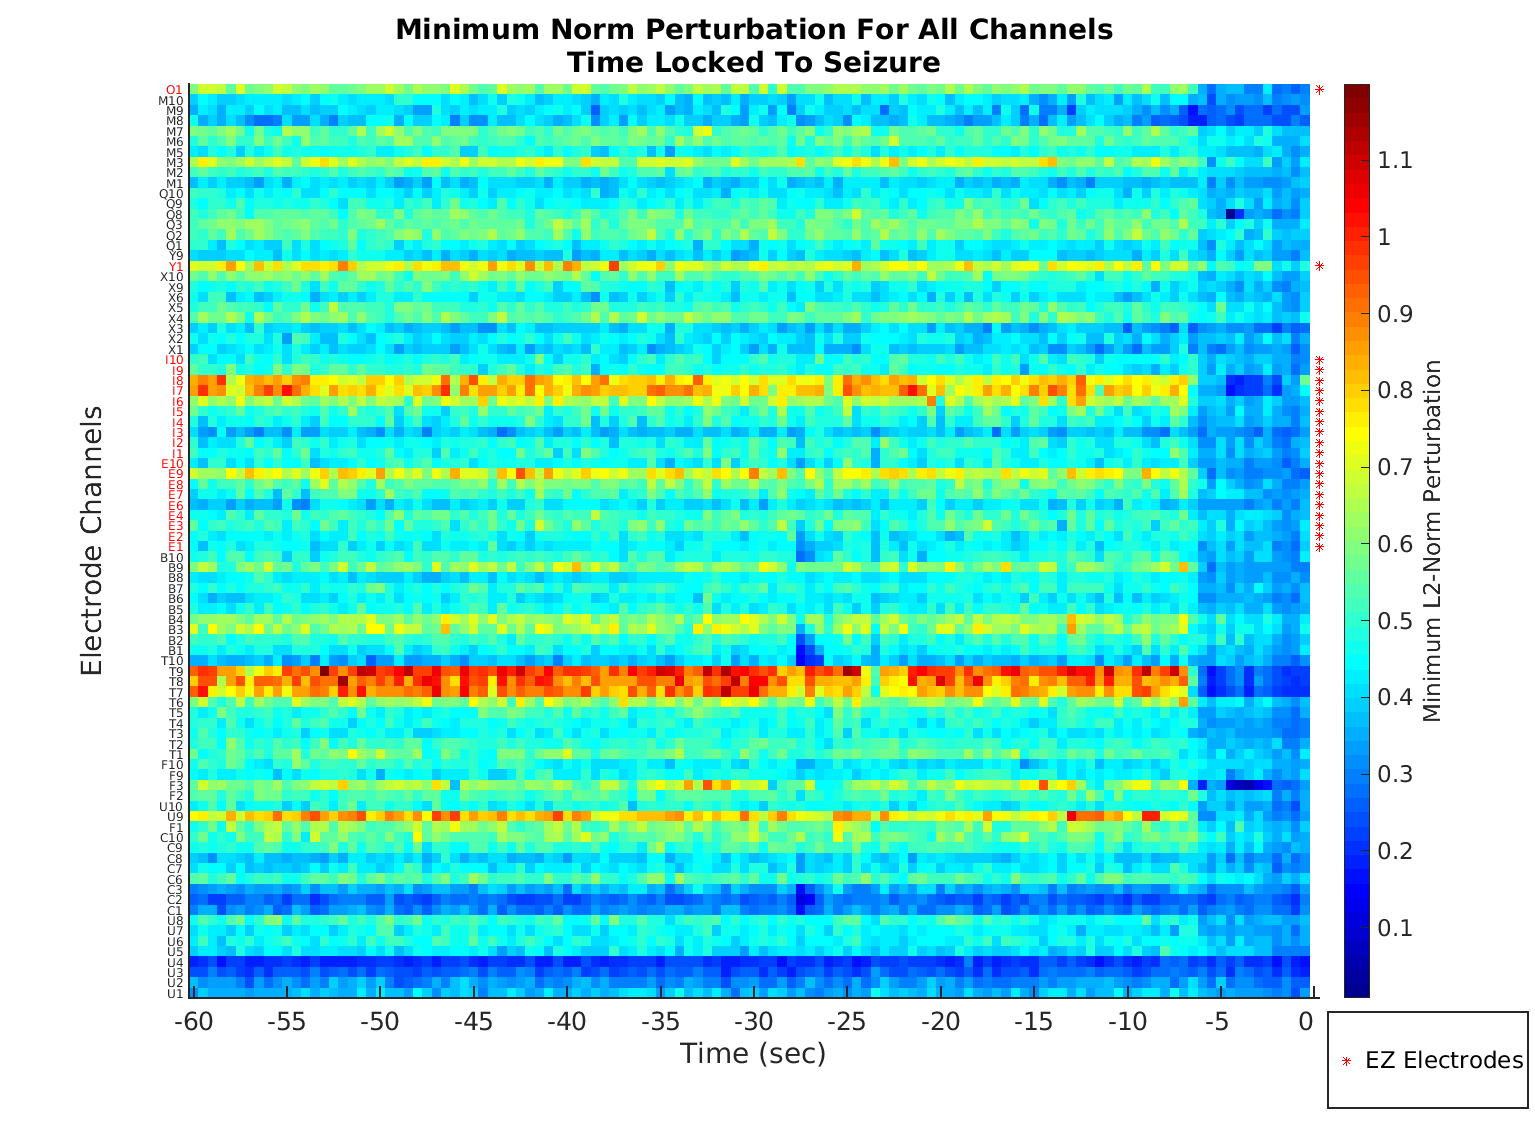 Minimum Norm Perturbation For All Channels
Time Locked To Seizure
Electrode Channels
O1
M10
M9
M8
M7
M6
M5
M3
M2
M1
Q10
Q9
Q8
Q3
Q2
Q1
Y9
Y1
X10
X9
X6
X5
X4
X3
X2
X1
I10
I9
I8
I7
I6
I5
I4
I3
I2
I1
E10
E9
E8
E7
E6
E4
E3
E2
E1
B10
B9
B8
B7
B6
B5
B4
B3
B2
B1
T10
T9
T8
T7
T6
T5
T4
T3
T2
T1
F10
F9
F3
F2
U10
U9
F1
C10
C9
C8
C7
C6
C3
C2
C1
U8
U7
U6
U5
U4
U3
U2
U1
-60 -55 -50 -45 -40 -35 -30 -25 -20 -15 -10 -5 0
Time (sec)
1.1
1
0.9
0.8
0.7
0.6
0.5
0.4
0.3
0.2
0.1
Minimum L2-Norm Perturbation
EZ Electrodes